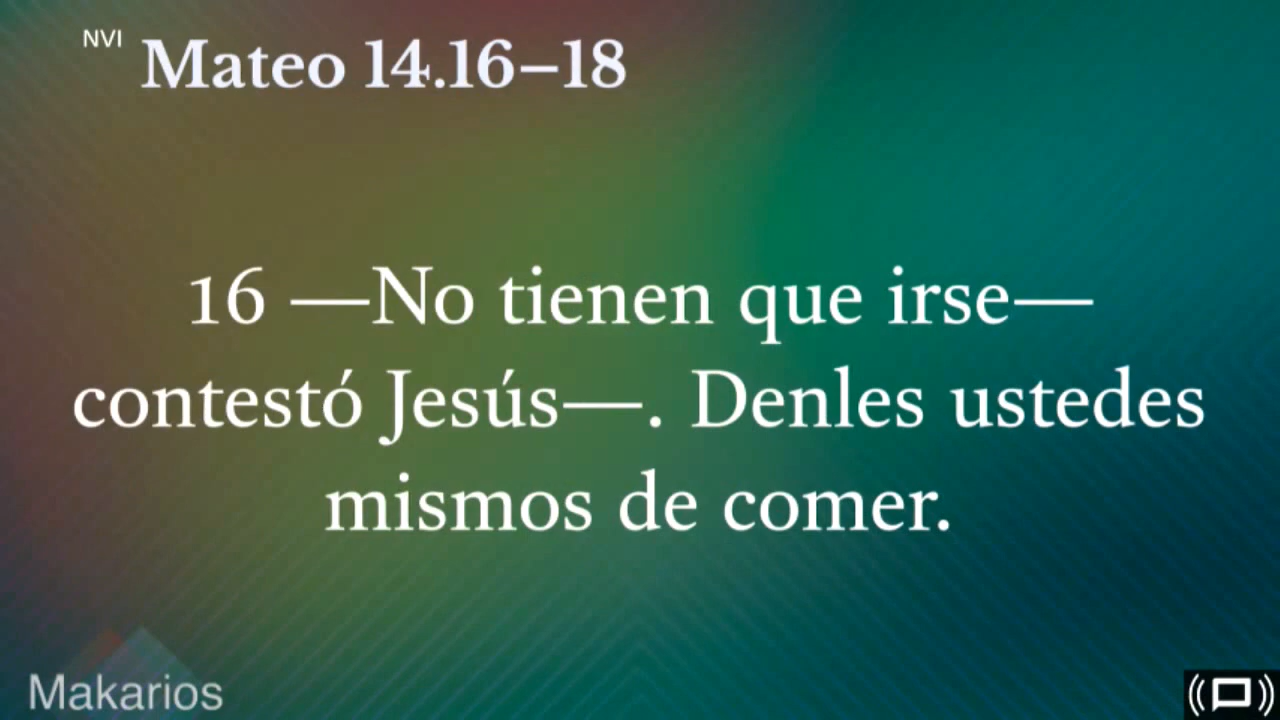 NVI
Mateo 14.16–18
16 —No tienen que irse—
contestó Jesús—. Denles ustedes
mismos de comer.
Makarios